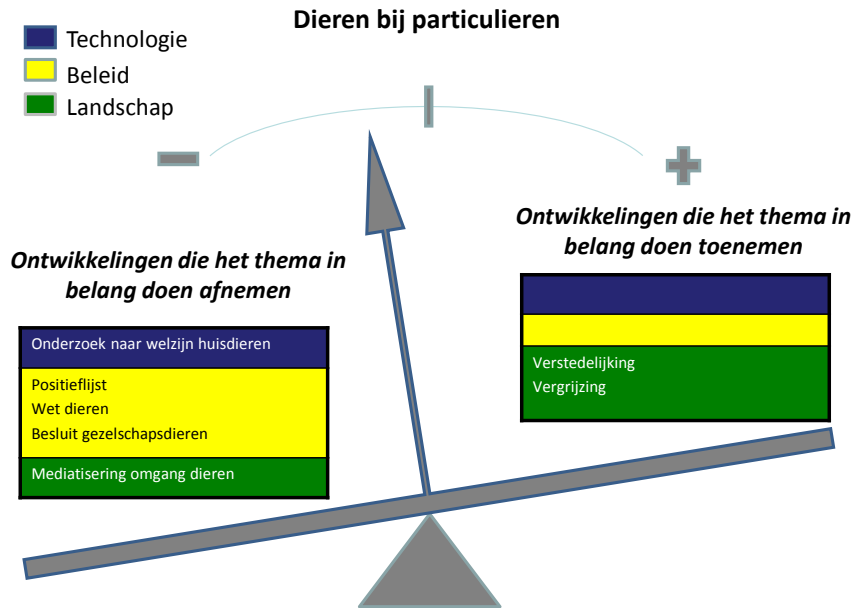 Dieren bij particulieren
Technologie
Beleid
Landschap
Ontwikkelingen die het thema in
belang doen afnemen
Onderzoek naar welzijn huisdieren
Positieflijst
Wet dieren
Besluit gezelschapsdieren
Mediatisering omgang dieren
Ontwikkelingen die het thema in
belang doen toenemen
Verstedelijking
Vergrijzing